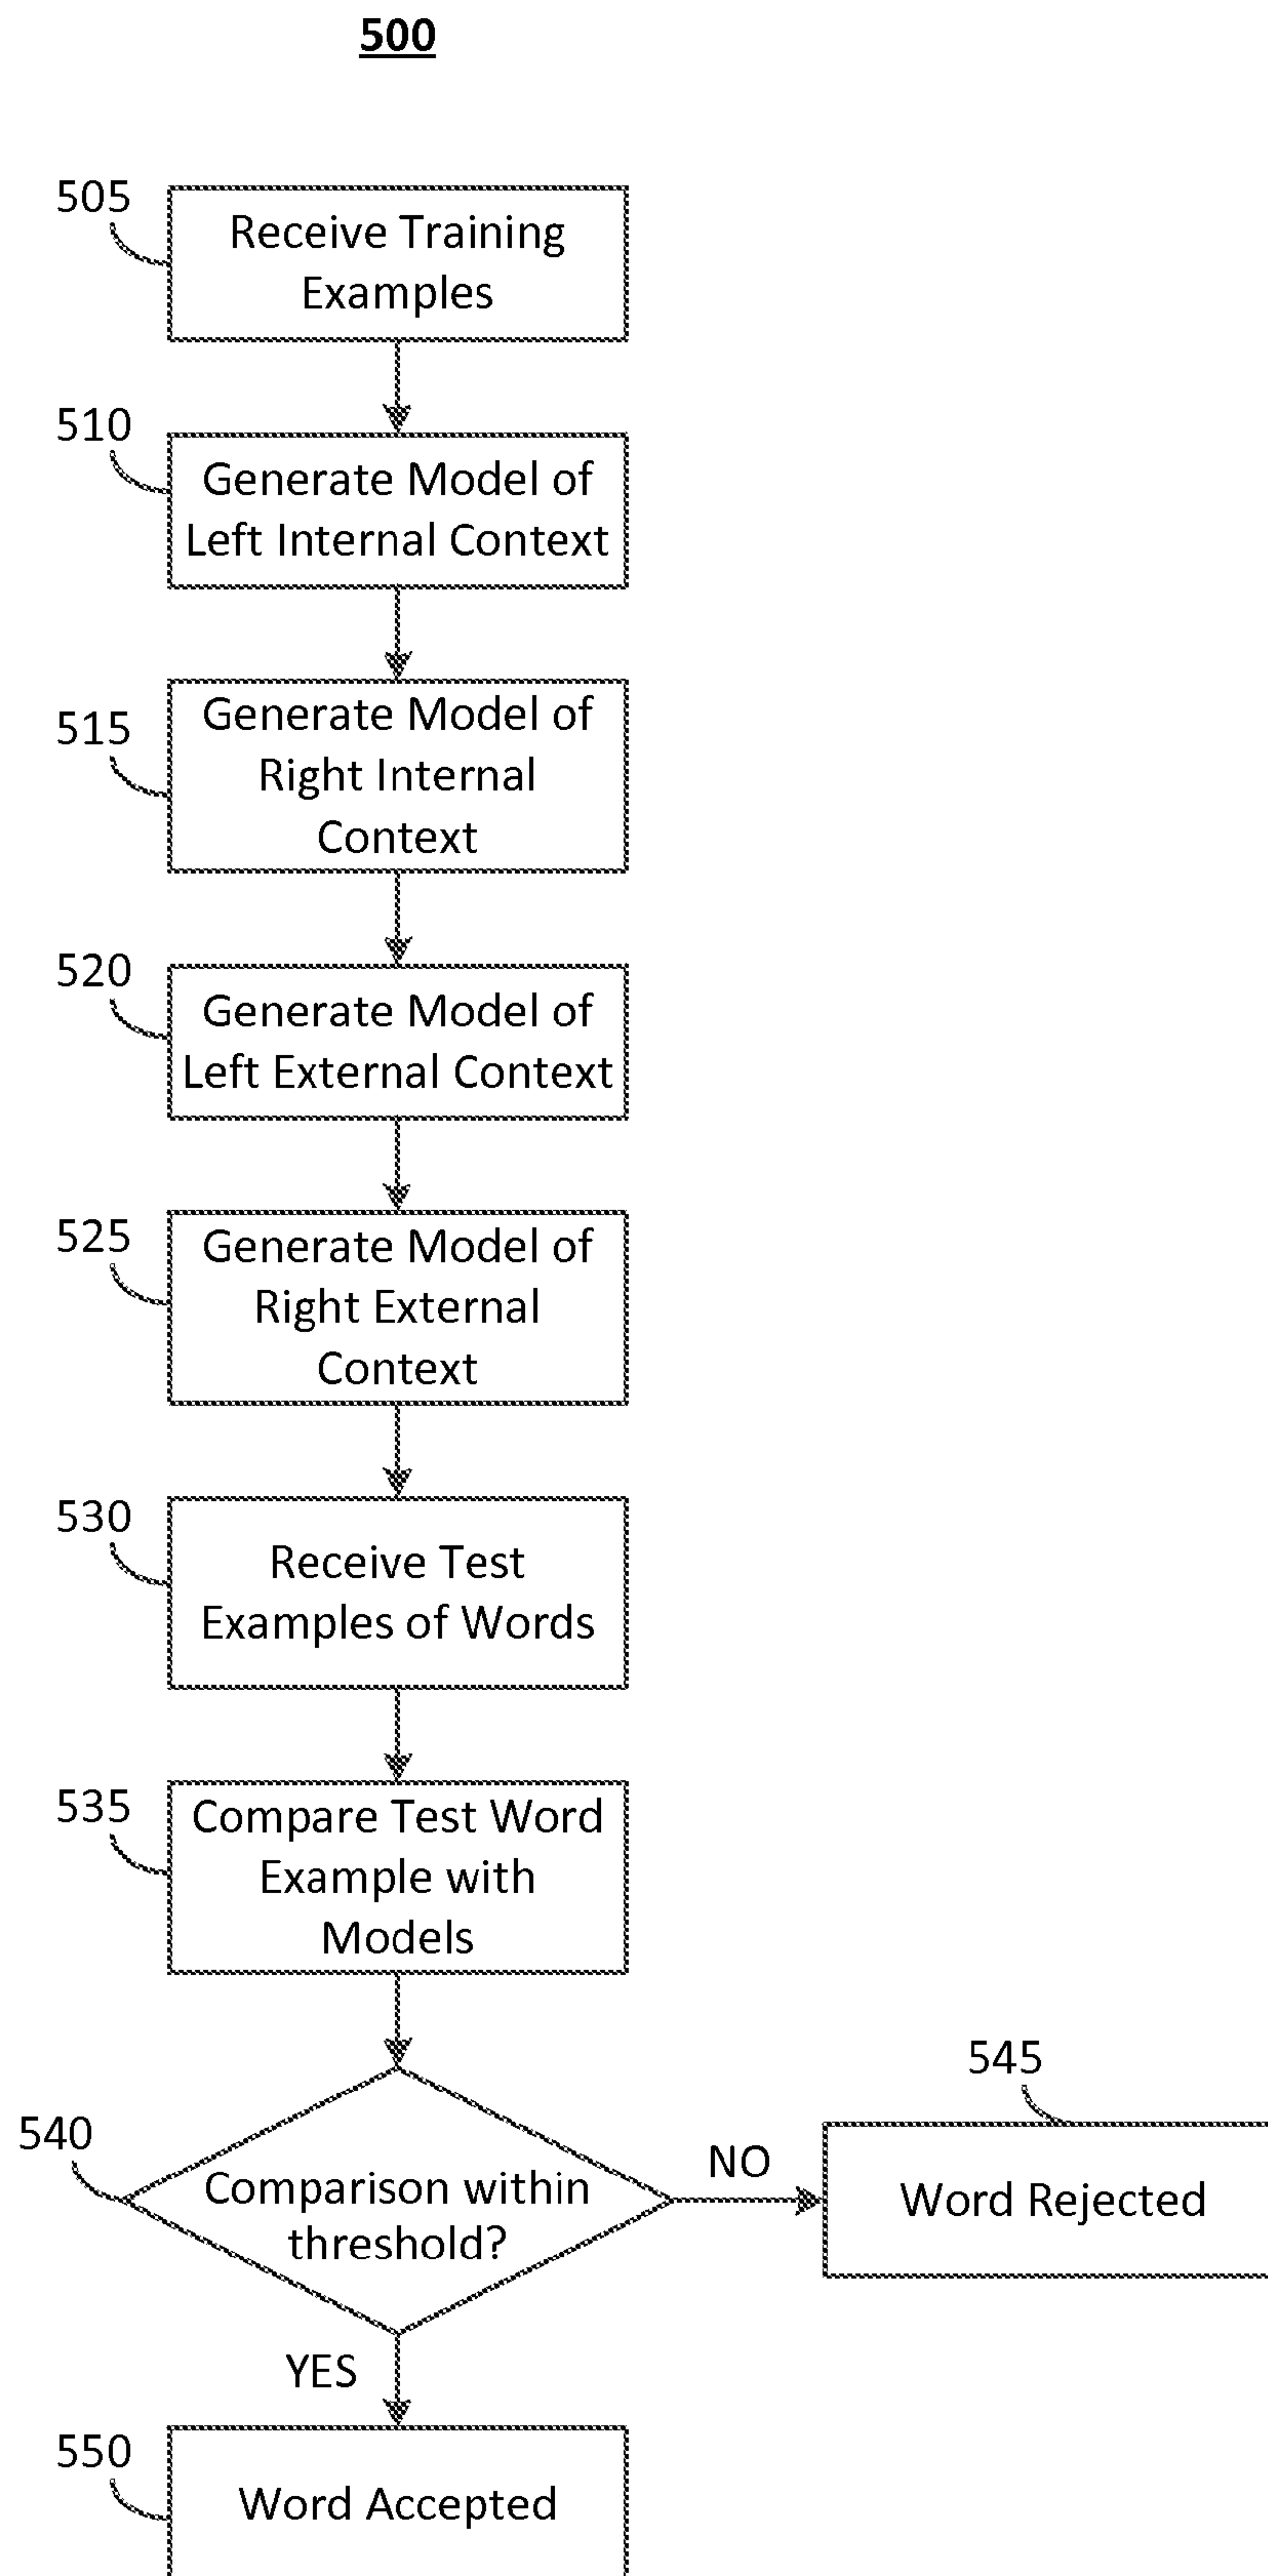 500
505
Receive Training
Examples
510
Generate Model of
Left Internal Context
515
Generate Model of
Right Internal
Context
520
Generate Model of
Left External Context
525
Generate Model of
Right External
Context
530
Receive Test
Examples of Words
535
Compare Test Word
Example with
Models
540
Comparison within
threshold?
NO
545
Word Rejected
YES
550
Word Accepted